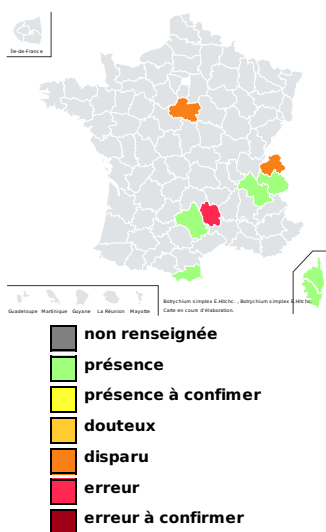 Île-de-France
Guadeloupe Martinique Guyane La Réunion Mayotte
Botrychium simplex E.Hitchc. , Botrychium simplex E.Hitchc.
Carte en cours d'élaboration.
non renseignée
présence
présence à confimer
douteux
disparu
erreur
erreur à confirmer